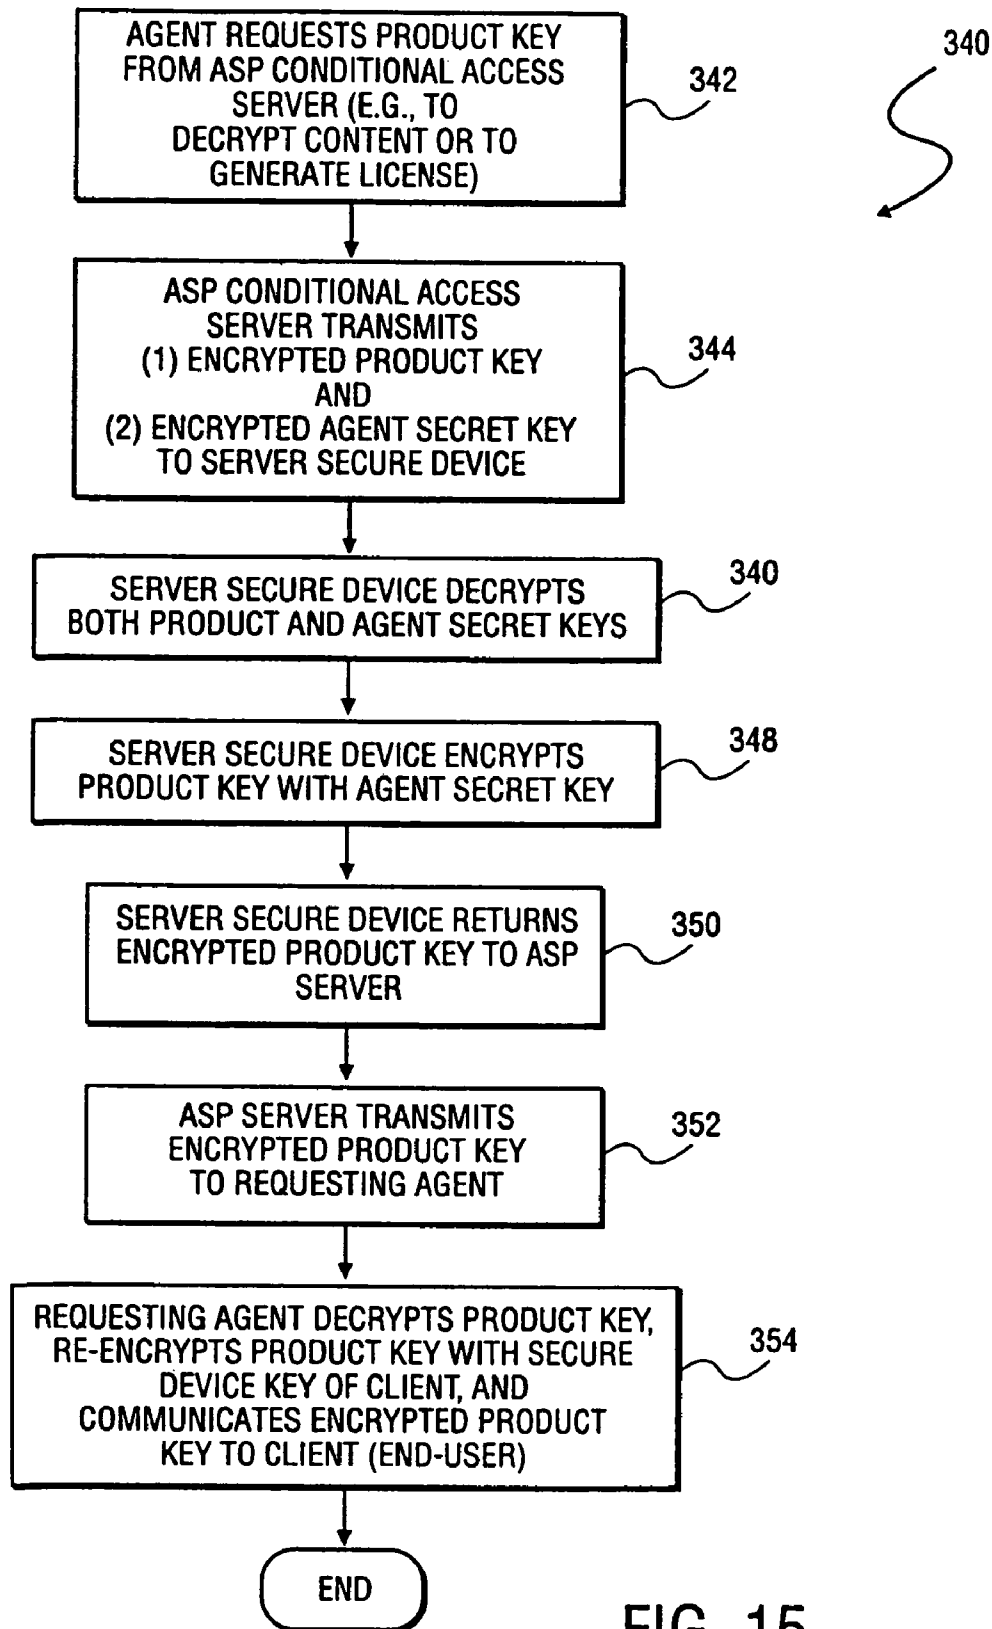 AGENT REQUESTS PRODUCT KEY
FROM ASP CONDITIONAL ACCESS
SERVER (E.G., TO
DECRYPT CONTENT OR TO
GENERATE LICENSE)
342
340
ASP CONDITIONAL ACCESS
SERVER TRANSMITS
(1) ENCRYPTED PRODUCT KEY
AND
(2) ENCRYPTED AGENT SECRET KEY
TO SERVER SECURE DEVICE
344
SERVER SECURE DEVICE DECRYPTS
BOTH PRODUCT AND AGENT SECRET KEYS
340
SERVER SECURE DEVICE ENCRYPTS
PRODUCT KEY WITH AGENT SECRET KEY
348
SERVER SECURE DEVICE RETURNS
ENCRYPTED PRODUCT KEY TO ASP
SERVER
350
ASP SERVER TRANSMITS
ENCRYPTED PRODUCT KEY
TO REQUESTING AGENT
352
REQUESTING AGENT DECRYPTS PRODUCT KEY,
RE-ENCRYPTS PRODUCT KEY WITH SECURE
DEVICE KEY OF CLIENT, AND
COMMUNICATES ENCRYPTED PRODUCT
KEY TO CLIENT (END-USER)
354
END
FIG. 15